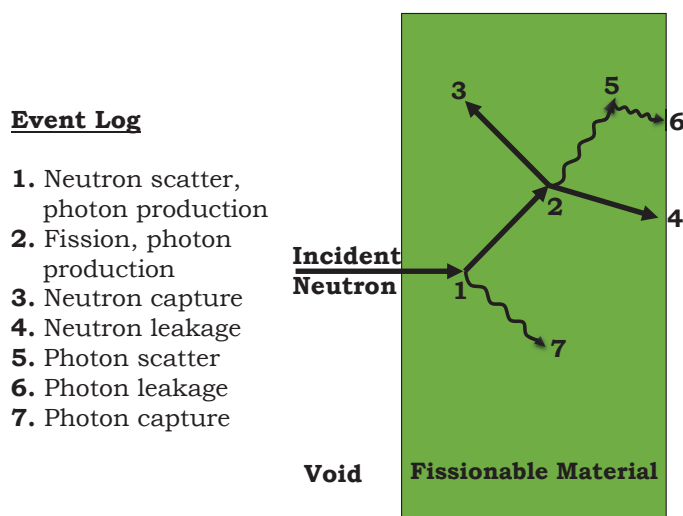 Event Log
1. Neutron scatter,
photon production
2. Fission, photon
production
3. Neutron capture
4. Neutron leakage
5. Photon scatter
6. Photon leakage
7. Photon capture
Incident
Neutron
1
2
3
4
5
6
7
Void
Fissionable Material